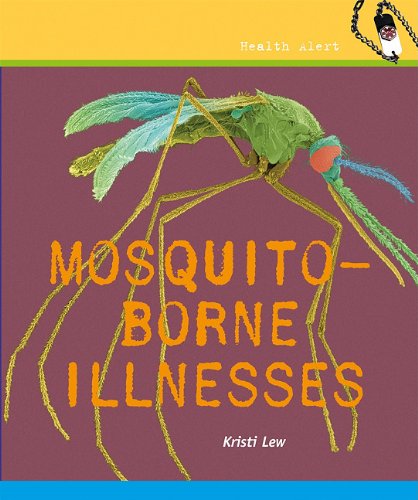 Health Alert
MOSQUITO-
BORNE
ILLNESSES
Kristi Lew